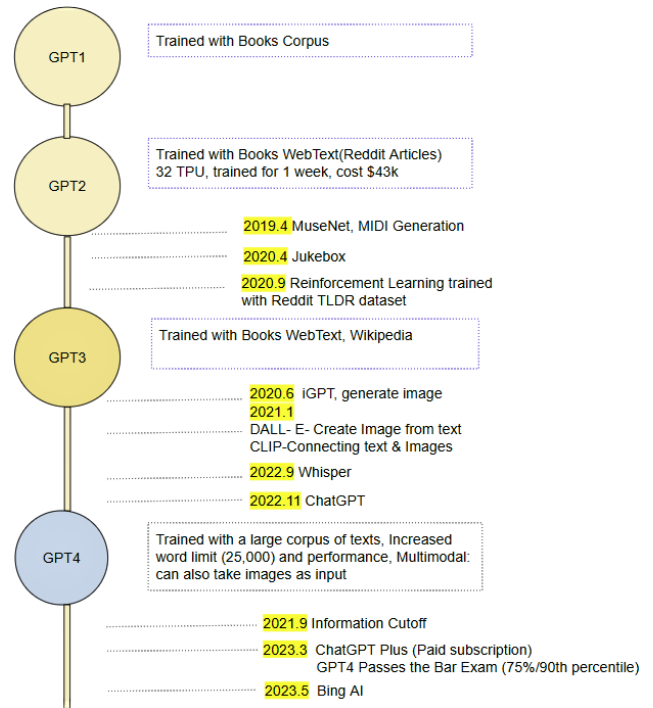 GPT1
Trained with Books Corpus
GPT2
Trained with Books WebText(Reddit Articles)
32 TPU, trained for 1 week, cost $43k
2019.4 MuseNet, MIDI Generation
2020.4 Jukebox
2020.9 Reinforcement Learning trained
with Reddit TLDR dataset
GPT3
Trained with Books WebText, Wikipedia
2020.6 iGPT, generate image
2021.1
DALL- E- Create Image from text
CLIP-Connecting text & Images
2022.9 Whisper
2022.11 ChatGPT
GPT4
Trained with a large corpus of texts, Increased
word limit (25,000) and performance, Multimodal:
can also take images as input
2021.9 Information Cutoff
2023.3 ChatGPT Plus (Paid subscription)
GPT4 Passes the Bar Exam (75%/90th percentile)
2023.5 Bing AI